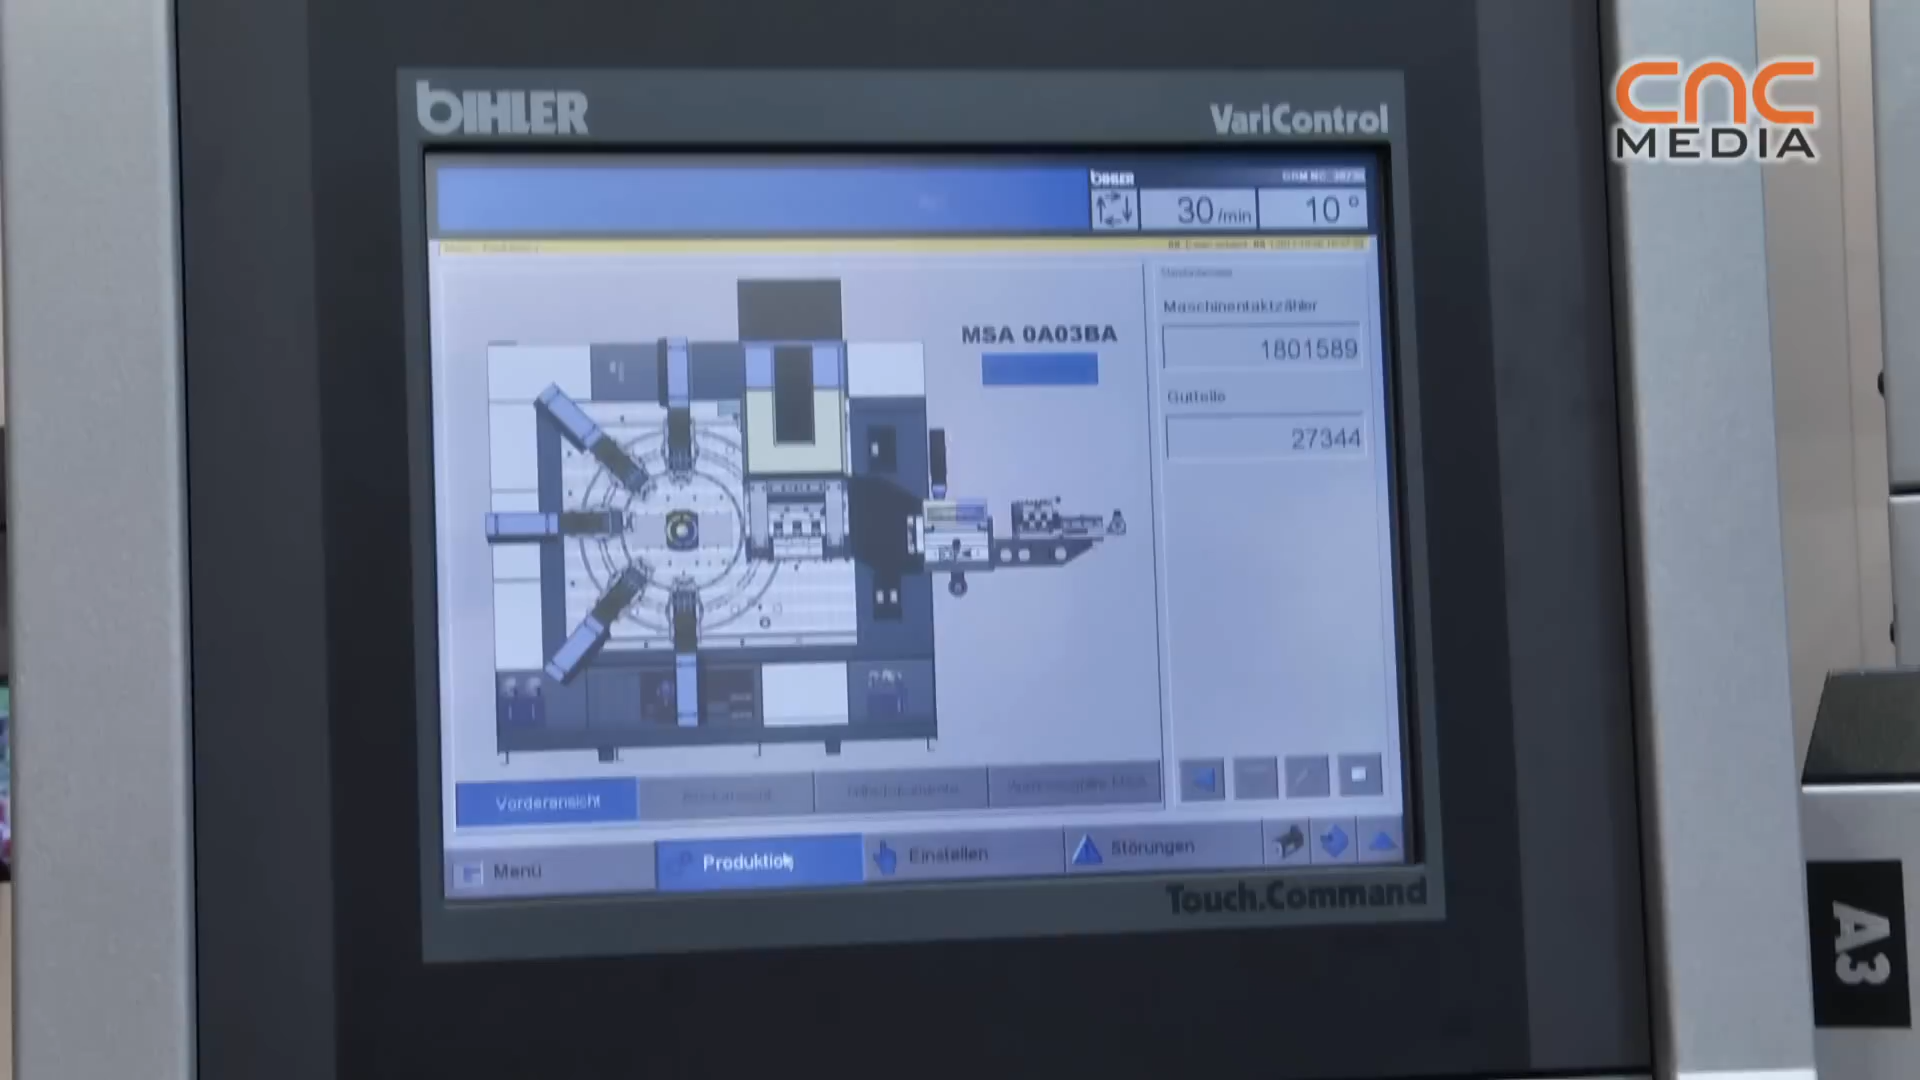 cnc
MEDIA
bIHLER
VariControl
bIHLER
30 /min
10 °
MSA 0A03BA
Maschinentaktzähler
1801589
Gutteile
27344
Vorderansicht
Menü
Produktion
Einstellen
Störungen
Touch.Command
A3